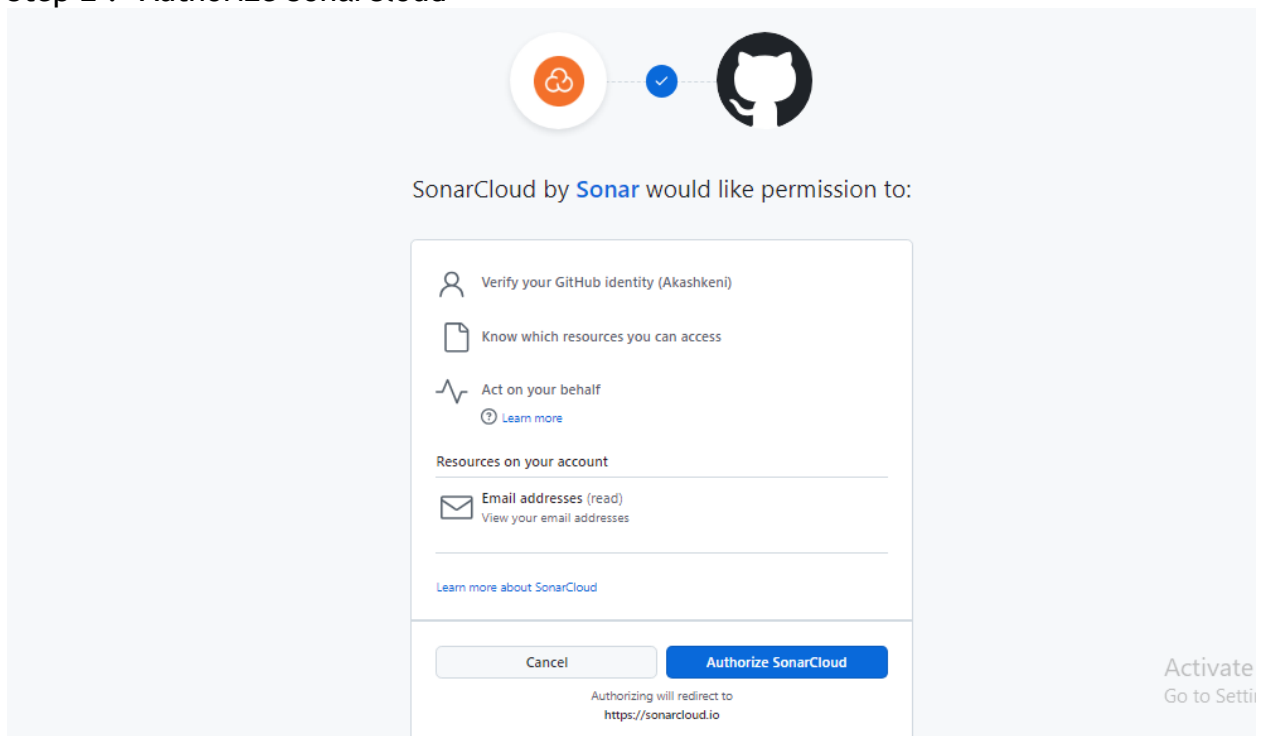 SonarCloud by Sonar would like permission to:
Verify your GitHub identity (Akashkeni)
Know which resources you can access
Act on your behalf
Learn more
Resources on your account
Email addresses (read)
View your email addresses
Learn more about SonarCloud
Cancel
Authorize SonarCloud
Authorizing will redirect to
https://sonarcloud.io
Activate
Go to